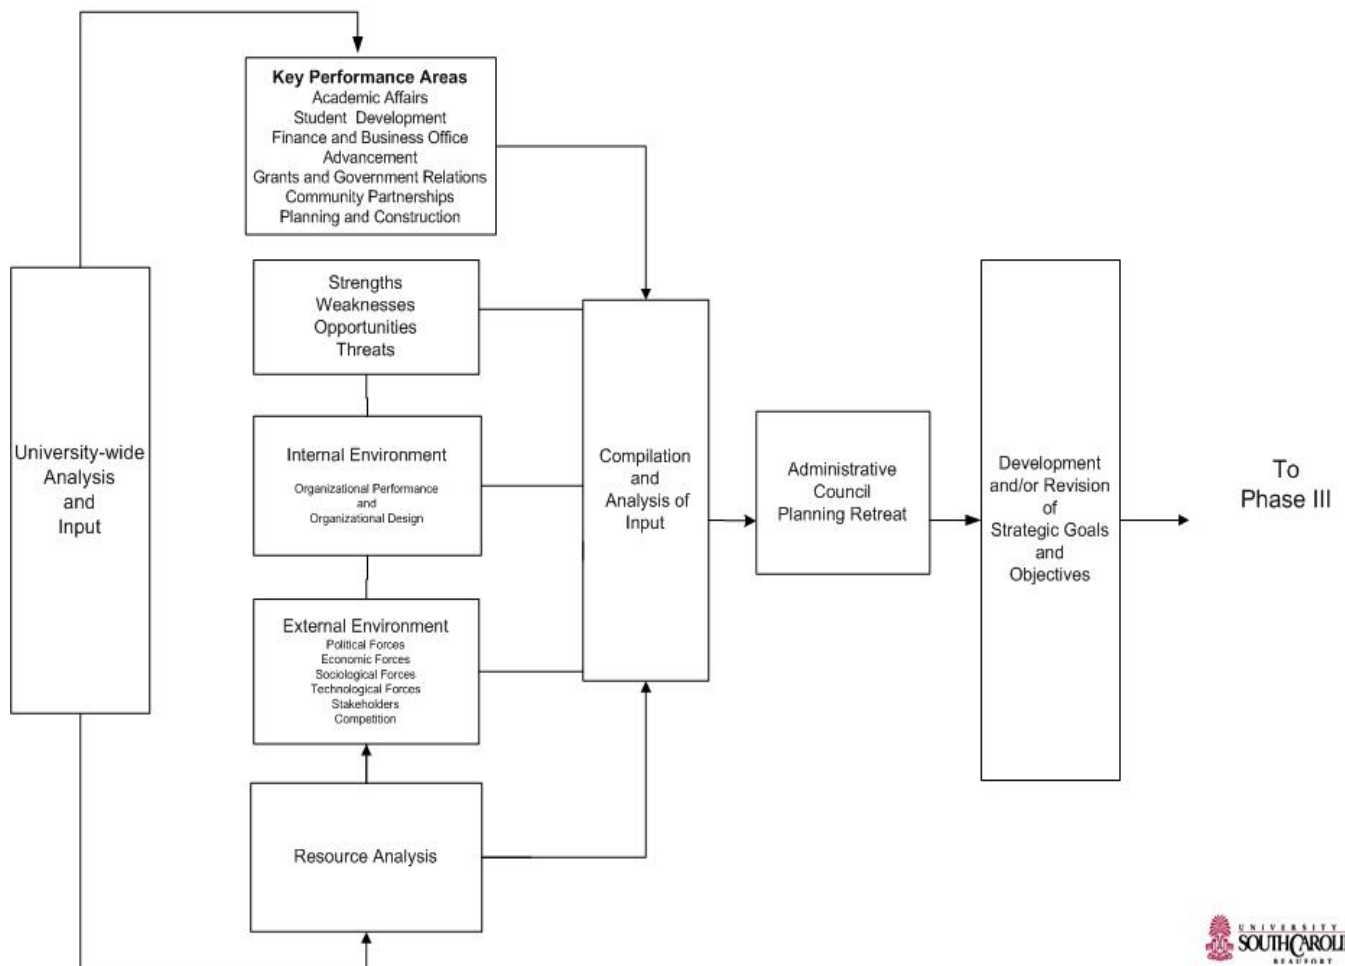 Key Performance Areas
Academic Affairs
Student Development
Finance and Business Office
Advancement
Grants and Government Relations
Community Partnerships
Planning and Construction
University-wide
Analysis
and
Input
Strengths
Weaknesses
Opportunities
Threats
Internal Environment
Organizational Performance
and
Organizational Design
External Environment
Political Forces
Economic Forces
Sociological Forces
Technological Forces
Stakeholders
Competition
Resource Analysis
Compilation
and
Analysis of
Input
Administrative
Council
Planning Retreat
Development
and/or Revision
of
Strategic Goals
and
Objectives
To
Phase III
UNIVERSITY
SOUTH CAROLI
BEAUFORT